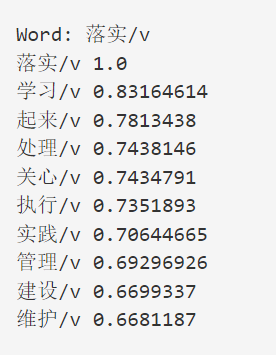 Word: 落实/v
落实/v 1.0
学习/v 0.83164614
起来/v 0.7813438
处理/v 0.7438146
关心/v 0.7434791
执行/v 0.7351893
实践/v 0.70644665
管理/v 0.69296926
建设/v 0.6699337
维护/v 0.6681187